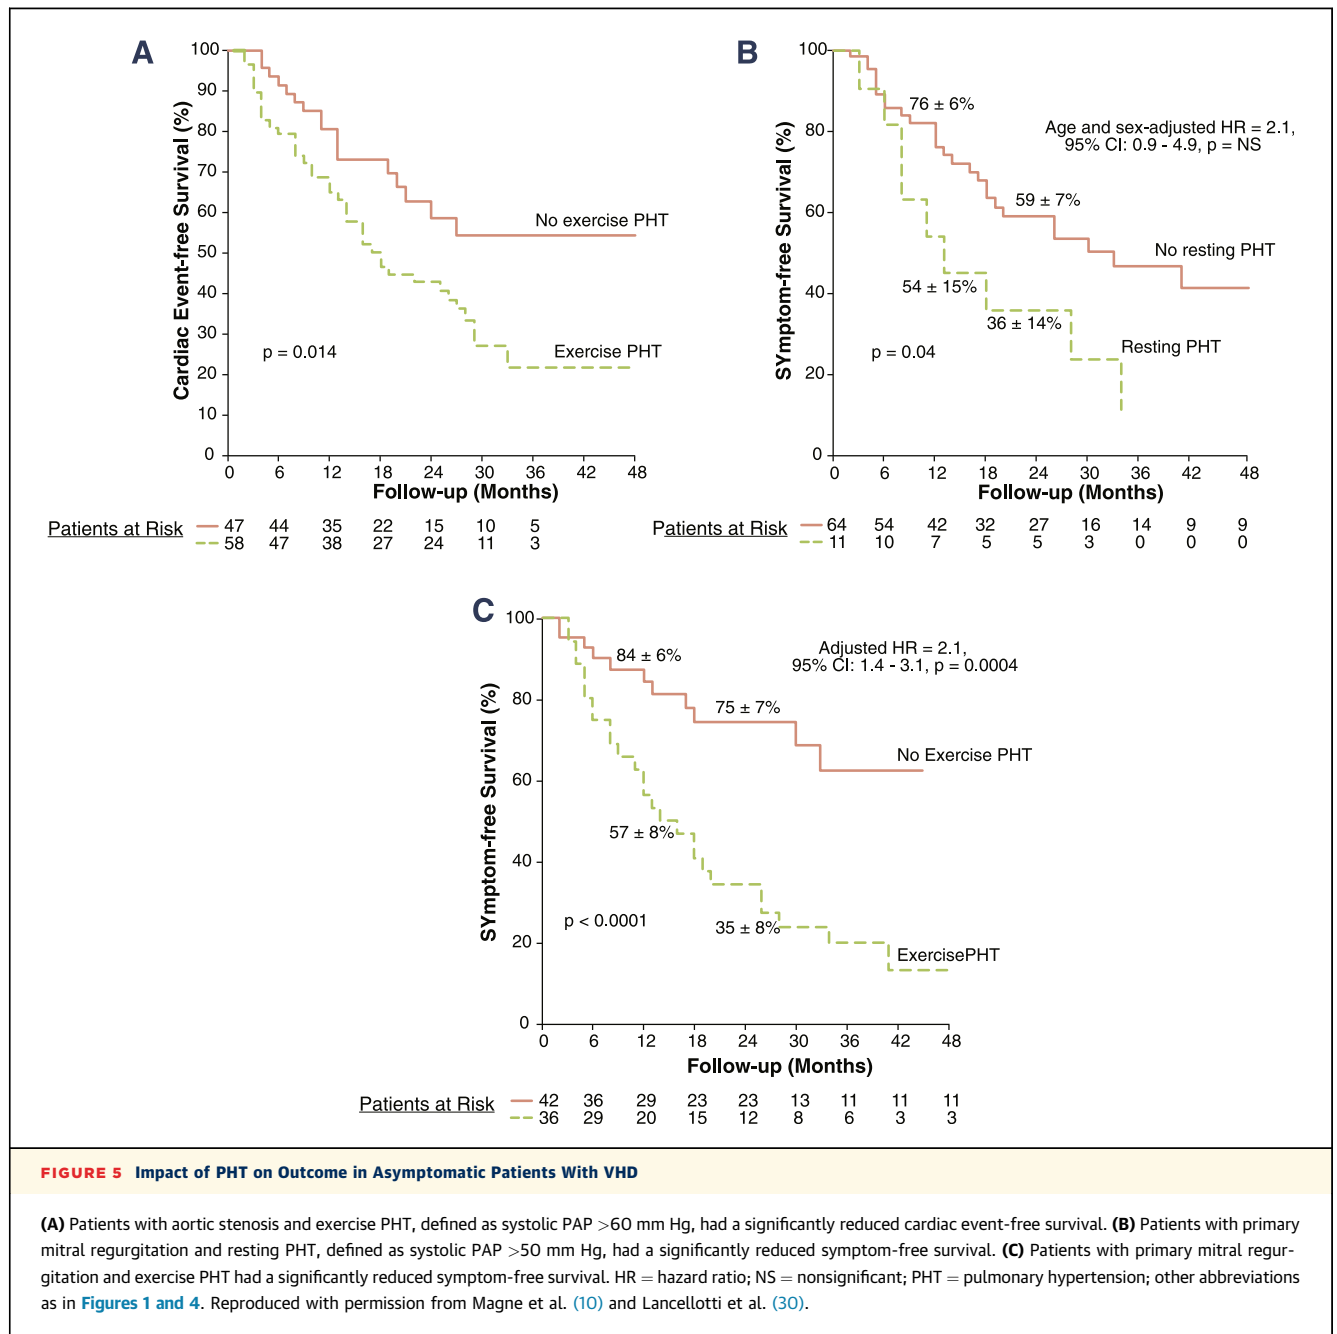 A
Cardiac Event-free Survival (%)
100
90
80
70
60
50
40
30
20
10
0
No exercise PHT
Exercise PHT
p = 0.014
0 6 12 18 24 30 36 42 48
Follow-up (Months)
Patients at Risk
47 44 35 22 15 10 5
58 47 38 27 24 11 3
B
SYmptom-free Survival (%)
100
80
60
40
20
0
76 ± 6%
Age and sex-adjusted HR = 2.1,
95% CI: 0.9 - 4.9, p = NS
59 ± 7%
No resting PHT
54 ± 15%
36 ± 14%
Resting PHT
p = 0.04
0 6 12 18 24 30 36 42 48
Follow-up (Months)
Patients at Risk
64 54 42 32 27 16 14 9 9
11 10 7 5 5 3 0 0 0
C
SYmptom-free Survival (%)
100
80
60
40
20
0
84 ± 6%
Adjusted HR = 2.1,
95% CI: 1.4 - 3.1, p = 0.0004
75 ± 7%
No Exercise PHT
57 ± 8%
p < 0.0001
35 ± 8%
ExercisePHT
0 6 12 18 24 30 36 42 48
Follow-up (Months)
Patients at Risk
42 36 29 23 23 13 11 11 11
36 29 20 15 12 8 6 3 3
FIGURE 5 Impact of PHT on Outcome in Asymptomatic Patients With VHD
(A) Patients with aortic stenosis and exercise PHT, defined as systolic PAP >60 mm Hg, had a significantly reduced cardiac event-free survival. (B) Patients with primary
mitral regurgitation and resting PHT, defined as systolic PAP >50 mm Hg, had a significantly reduced symptom-free survival. (C) Patients with primary mitral regur-
gitation and exercise PHT had a significantly reduced symptom-free survival. HR = hazard ratio; NS = nonsignificant; PHT = pulmonary hypertension; other abbreviations
as in Figures 1 and 4. Reproduced with permission from Magne et al. (10) and Lancellotti et al. (30).